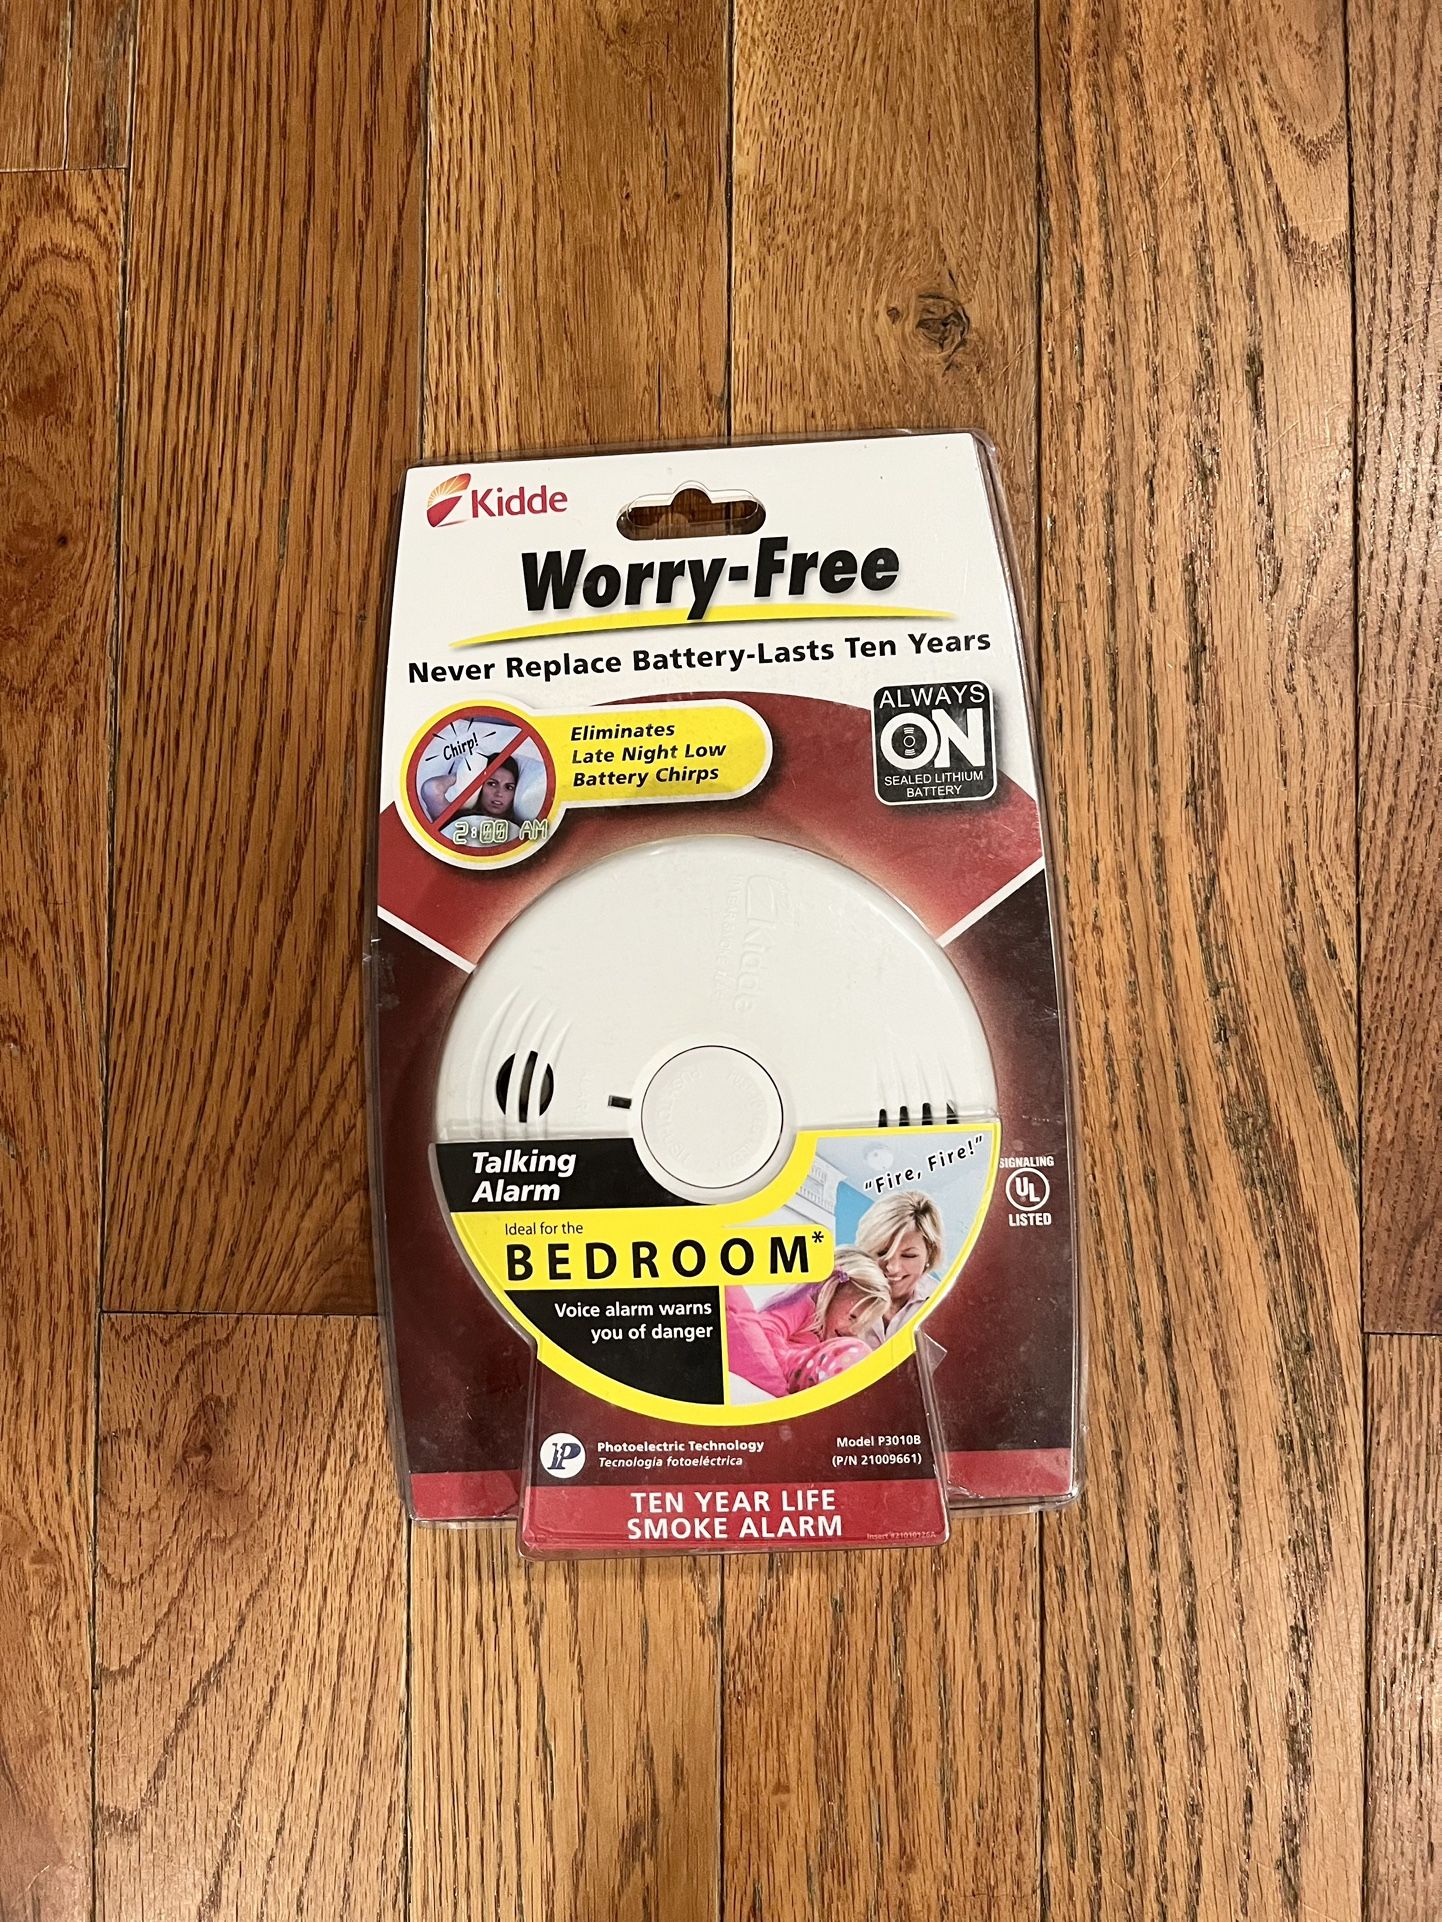 Kidde
Worry-Free
Never Replace Battery-Lasts Ten Years
Chirp!
2:00 AM
Eliminates
Late Night Low
Battery Chirps
ALWAYS
ON
SEALED LITHIUM
BATTERY
kidde
Talking
Alarm
"Fire, Fire!"
SIGNALING
UL
LISTED
Ideal for the
BEDROOM*
Voice alarm warns
you of danger
P
Photoelectric Technology
Tecnología fotoeléctrica
Model P3010B
(P/N 21009661)
TEN YEAR LIFE
SMOKE ALARM
Insert #21010126A